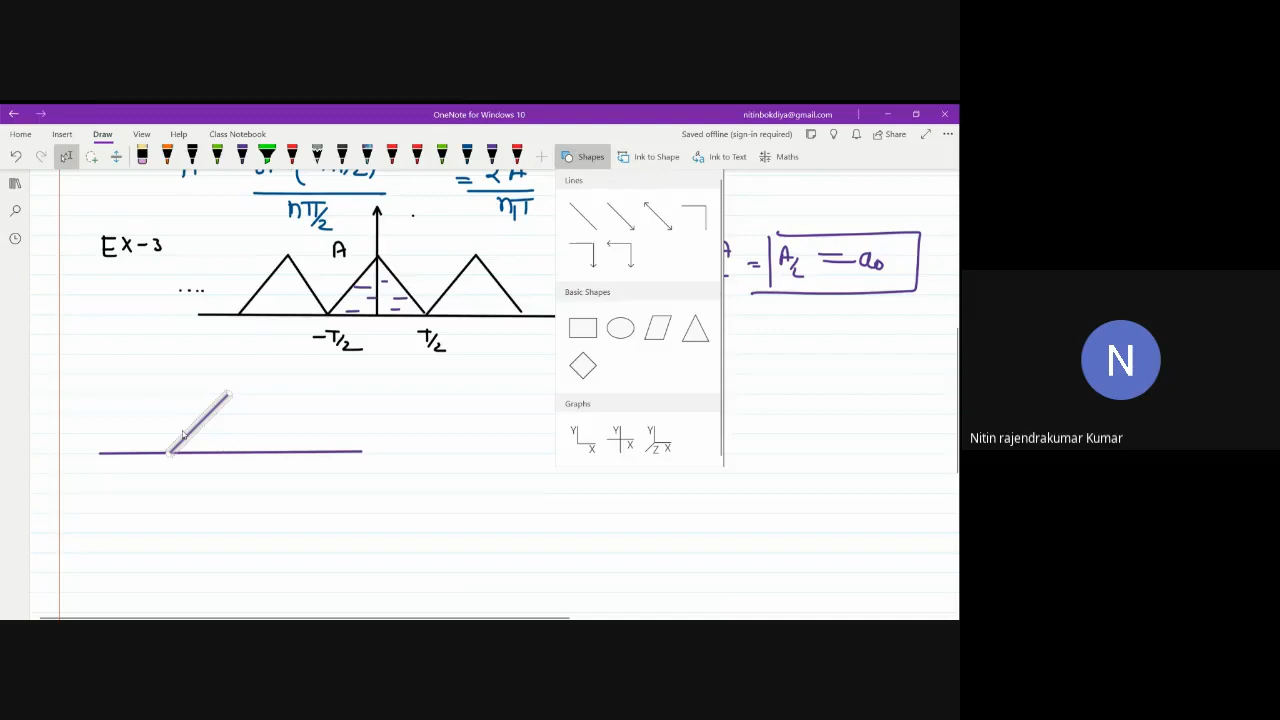 OneNote for Windows 10
nitinbokdiya@gmail.com
Home Insert Draw View Help Class Notebook
Saved offline (sign-in required) Share
Shapes Ink to Shape Ink to Text Maths
Lines
Basic Shapes
Graphs
Y X Y X Y Z X
nπ/2
= 2A
nπ
EX-3
A
....
-T/2 T/2
= A/2 = a₀
N
Nitin rajendrakumar Kumar